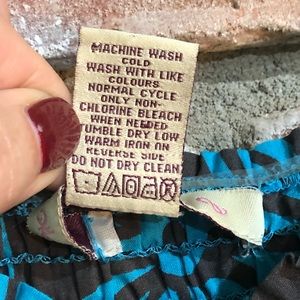 MACHINE WASH
COLD
WASH WITH LIKE
COLOURS
NORMAL CYCLE
ONLY NON-
CHLORINE BLEACH
WHEN NEEDED
TUMBLE DRY LOW
WARM IRON ON
REVERSE SIDE
DO NOT DRY CLEAN